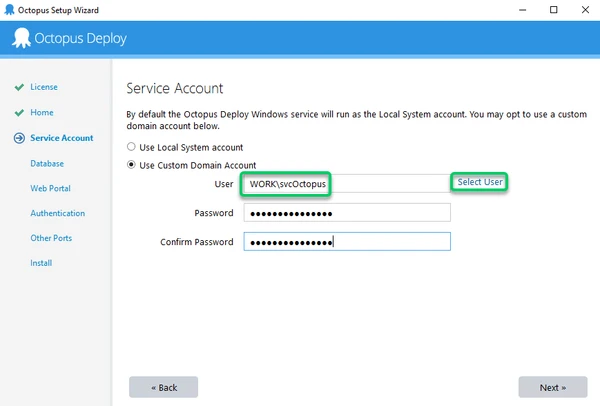 Octopus Setup Wizard
Octopus Deploy
License
Home
Service Account
Database
Web Portal
Authentication
Other Ports
Install
Service Account
By default the Octopus Deploy Windows service will run as the Local System account. You may opt to use a custom
domain account below.
Use Local System account
Use Custom Domain Account
User WORK\svcOctopus Select User
Password ●●●●●●●●●●●●●●●
Confirm Password ●●●●●●●●●●●●●●●
« Back Next »